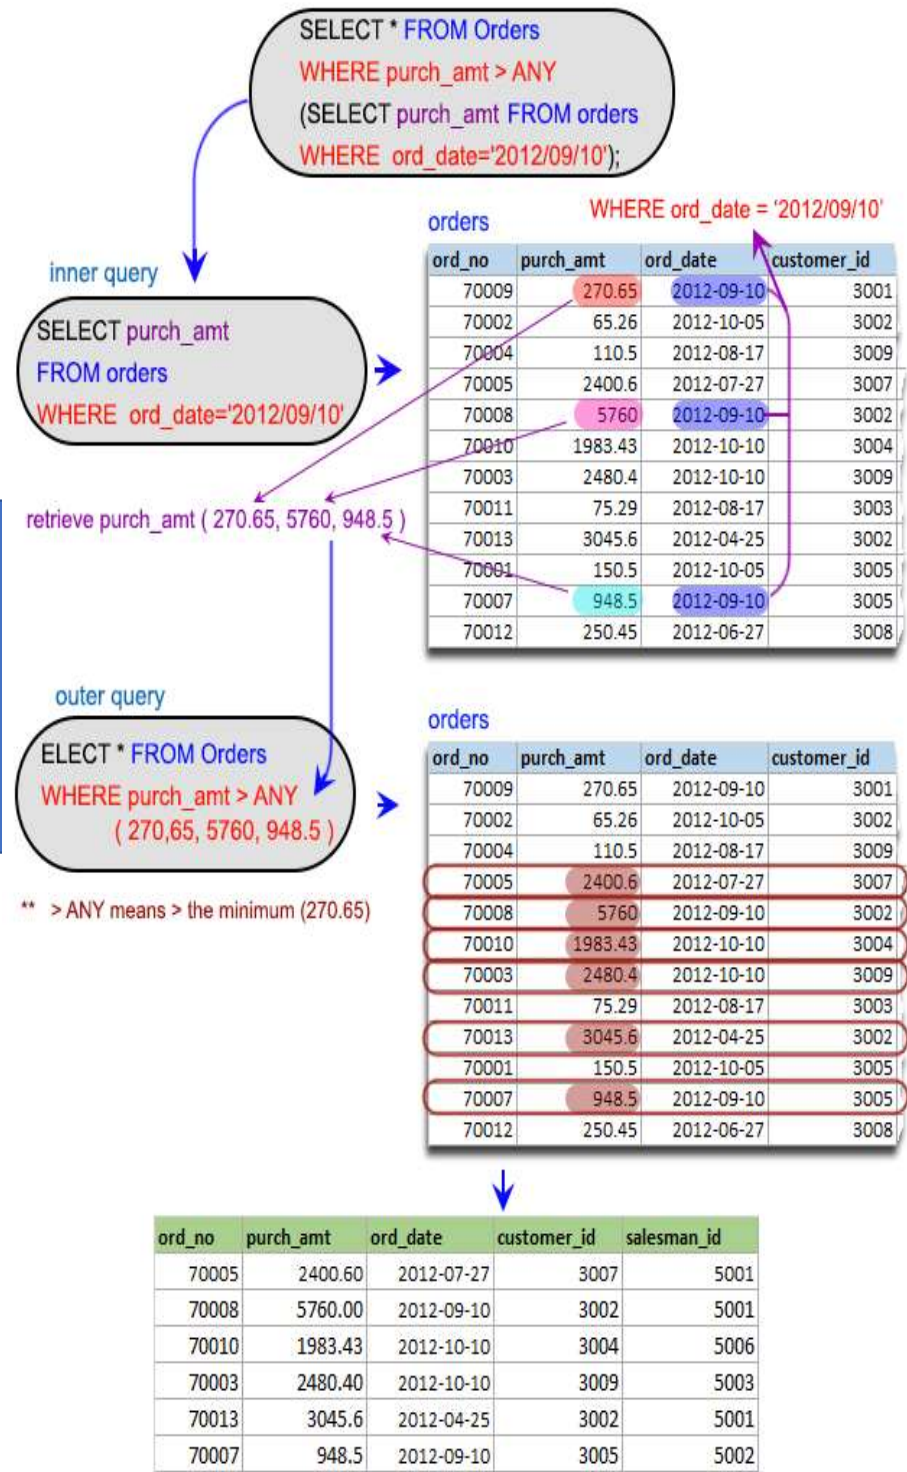 SELECT * FROM Orders
WHERE purch_amt > ANY
(SELECT purch_amt FROM orders
WHERE ord_date='2012/09/10');
WHERE ord_date = '2012/09/10'
orders
ord_no purch_amt ord_date customer_id
70009 270.65 2012-09-10 3001
70002 65.26 2012-10-05 3002
70004 110.5 2012-08-17 3009
70005 2400.6 2012-07-27 3007
70008 5760 2012-09-10 3002
70010 1983.43 2012-10-10 3004
70003 2480.4 2012-10-10 3009
70011 75.29 2012-08-17 3003
70013 3045.6 2012-04-25 3002
70001 150.5 2012-10-05 3005
70007 948.5 2012-09-10 3005
70012 250.45 2012-06-27 3008
inner query
SELECT purch_amt
FROM orders
WHERE ord_date='2012/09/10'
retrieve purch_amt ( 270.65, 5760, 948.5 )
outer query
ELECT * FROM Orders
WHERE purch_amt > ANY
( 270,65, 5760, 948.5 )
** > ANY means > the minimum (270.65)
orders
ord_no purch_amt ord_date customer_id
70009 270.65 2012-09-10 3001
70002 65.26 2012-10-05 3002
70004 110.5 2012-08-17 3009
70005 2400.6 2012-07-27 3007
70008 5760 2012-09-10 3002
70010 1983.43 2012-10-10 3004
70003 2480.4 2012-10-10 3009
70011 75.29 2012-08-17 3003
70013 3045.6 2012-04-25 3002
70001 150.5 2012-10-05 3005
70007 948.5 2012-09-10 3005
70012 250.45 2012-06-27 3008
ord_no purch_amt ord_date customer_id salesman_id
70005 2400.60 2012-07-27 3007 5001
70008 5760.00 2012-09-10 3002 5001
70010 1983.43 2012-10-10 3004 5006
70003 2480.40 2012-10-10 3009 5003
70013 3045.6 2012-04-25 3002 5001
70007 948.5 2012-09-10 3005 5002